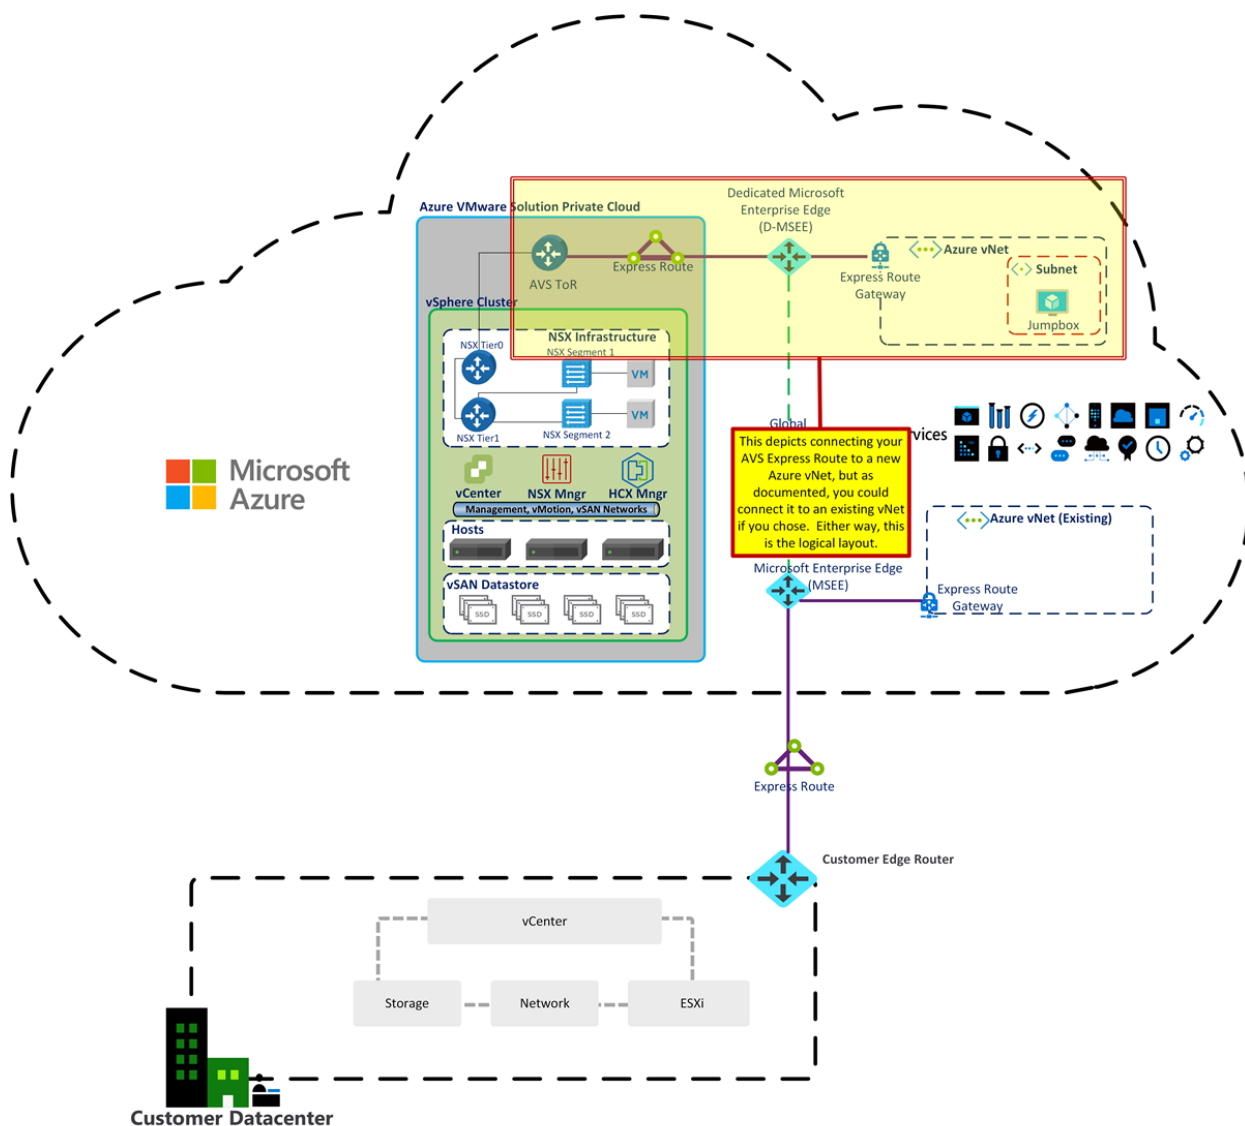 Dedicated Microsoft
Enterprise Edge
(D-MSEE)
Azure VMware Solution Private Cloud
Azure vNet
Subnet
Express Route
Express Route
Gateway
AVS ToR
Jumpbox
vSphere Cluster
NSX Infrastructure
NSX Tier0
NSX Segment 1
VM
VM
NSX Tier1
NSX Segment 2
Global
This depicts connecting your
AVS Express Route to a new
Azure vNet, but as
documented, you could
connect it to an existing vNet
if you chose. Either way, this
is the logical layout.
Microsoft
Azure
vCenter
NSX Mngr
HCX Mngr
Management, vMotion, vSAN Networks
Hosts
vSAN Datastore
SSD
SSD
SSD
SSD
Azure vNet (Existing)
Microsoft Enterprise Edge
(MSEE)
Express Route
Gateway
Express Route
Customer Edge Router
vCenter
Storage
Network
ESXi
Customer Datacenter